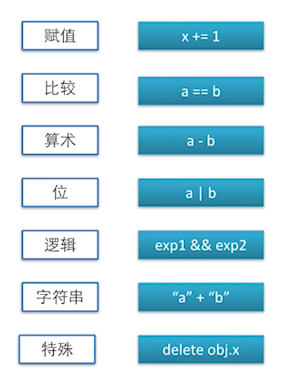 赋值 x += 1
比较 a == b
算术 a - b
位 a | b
逻辑 exp1 && exp2
字符串 “a” + “b”
特殊 delete obj.x